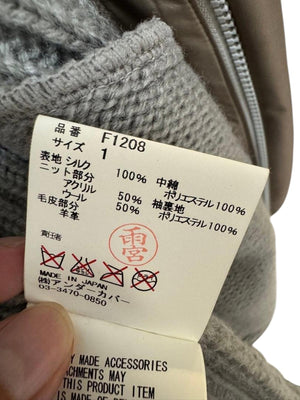 品番 F1208
サイズ 1
表地 シルク 100% 中綿
ニット部分 ポリエステル100%
アクリル 50% 袖裏地
ウール 50% ポリエステル100%
毛皮部分
羊革
責任者
雨宮
MADE IN JAPAN
(株)アンダーカバー
03-3470-0850
Y MADE ACCESSORIES
ACHMENTS MAY
THIS PRODUCT ITEM